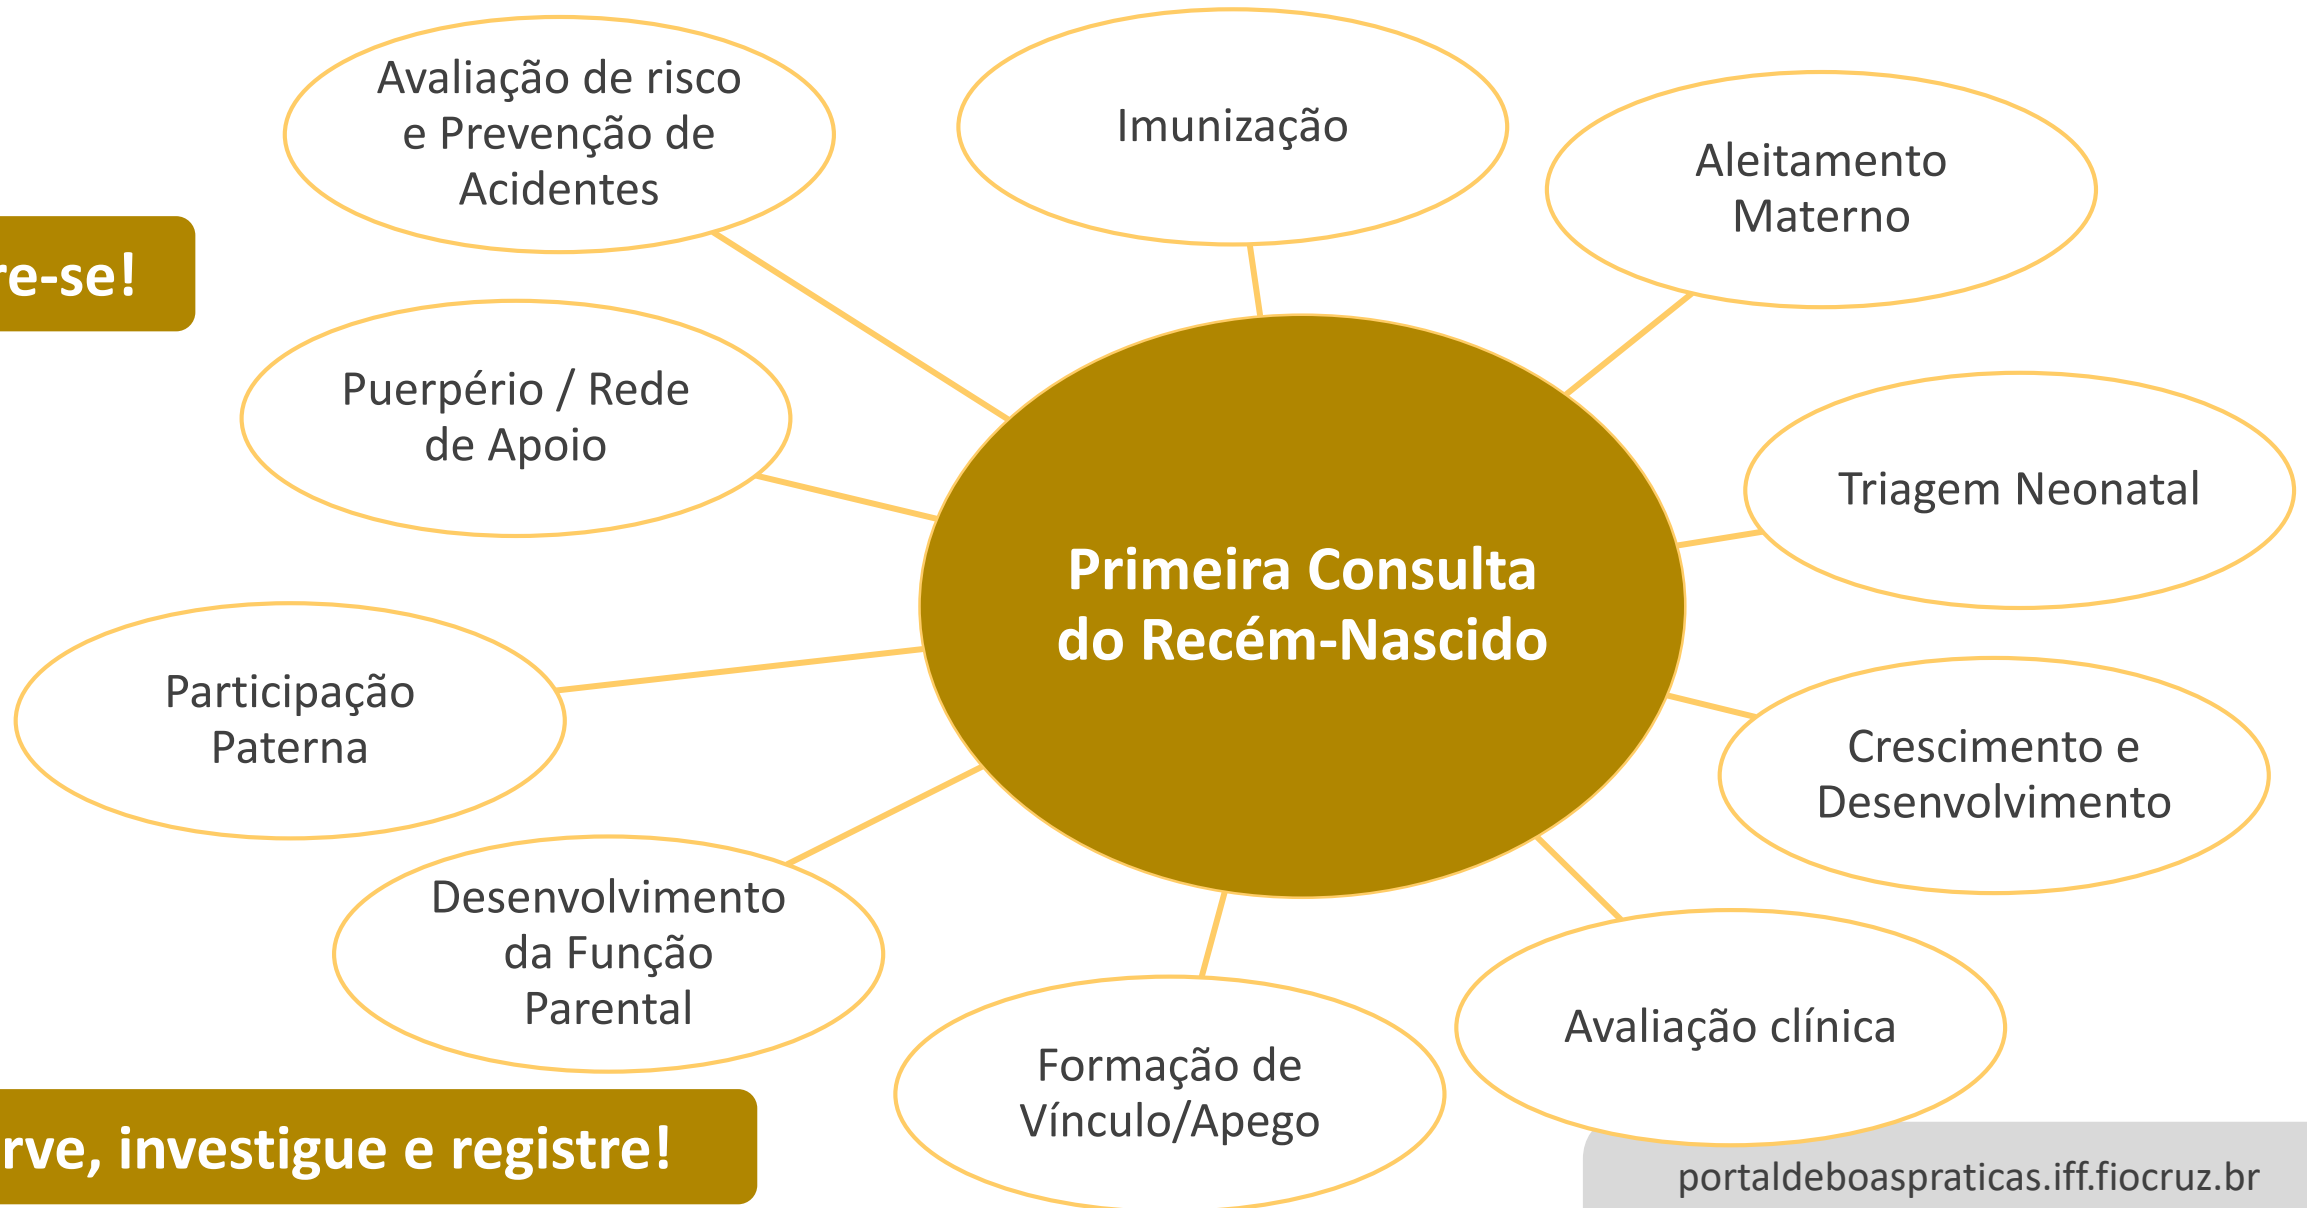 Avaliação de risco
e Prevenção de
Acidentes
Imunização
Aleitamento
Materno
re-se!
Puerpério / Rede
de Apoio
Triagem Neonatal
Primeira Consulta
do Recém-Nascido
Participação
Paterna
Crescimento e
Desenvolvimento
Desenvolvimento
da Função
Parental
Avaliação clínica
Formação de
Vínculo/Apego
rve, investigue e registre!
portaldeboaspraticas.iff.fiocruz.br